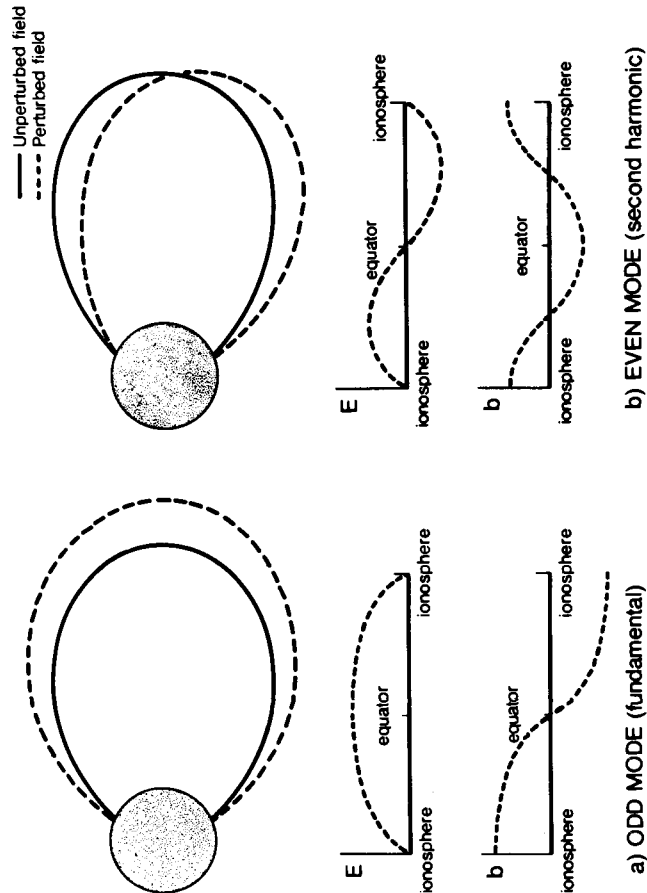 Unperturbed field
Perturbed field
E
equator
ionosphere
ionosphere
b
equator
ionosphere
ionosphere
a) ODD MODE (fundamental)
E
equator
ionosphere
ionosphere
b
equator
ionosphere
ionosphere
b) EVEN MODE (second harmonic)